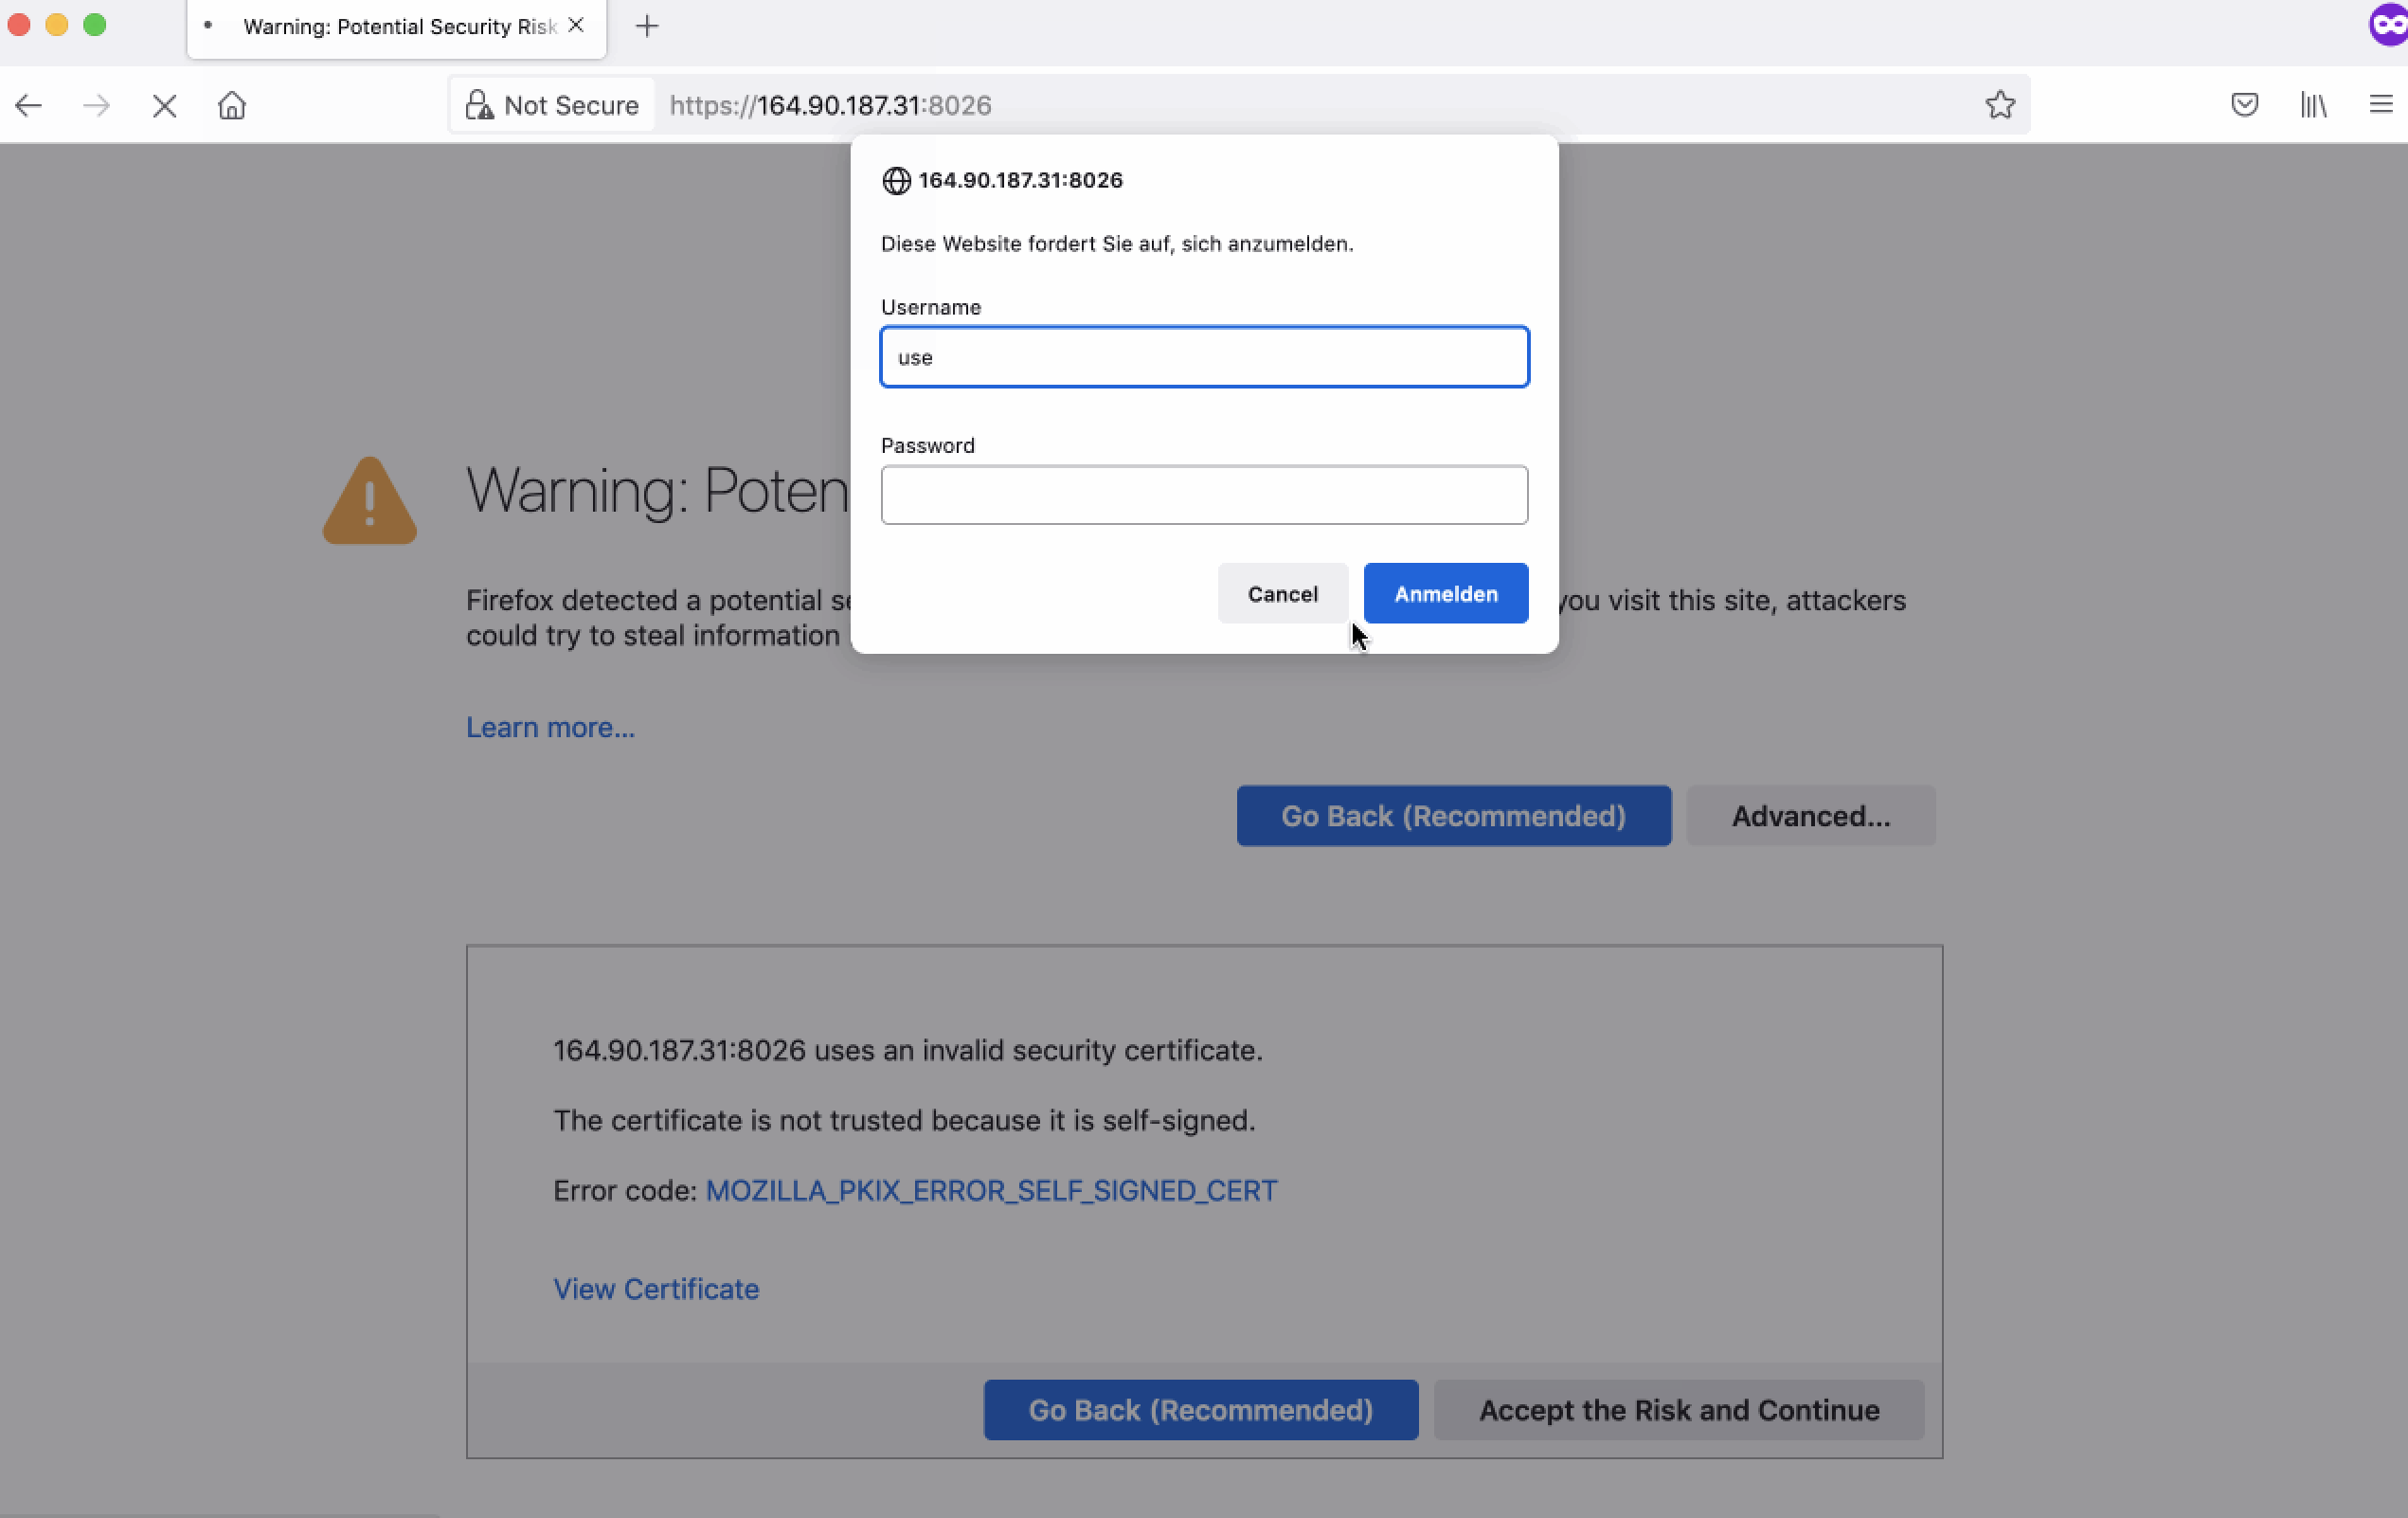 Warning: Potential Security Risk
Not Secure
https://164.90.187.31:8026
164.90.187.31:8026
Diese Website fordert Sie auf, sich anzumelden.
Username
use
Password
Cancel
Anmelden
Warning: Poten
Firefox detected a potential you visit this site, attackers
could try to steal information
Learn more...
Go Back (Recommended)
Advanced...
164.90.187.31:8026 uses an invalid security certificate.
The certificate is not trusted because it is self-signed.
Error code: MOZILLA_PKIX_ERROR_SELF_SIGNED_CERT
View Certificate
Go Back (Recommended)
Accept the Risk and Continue